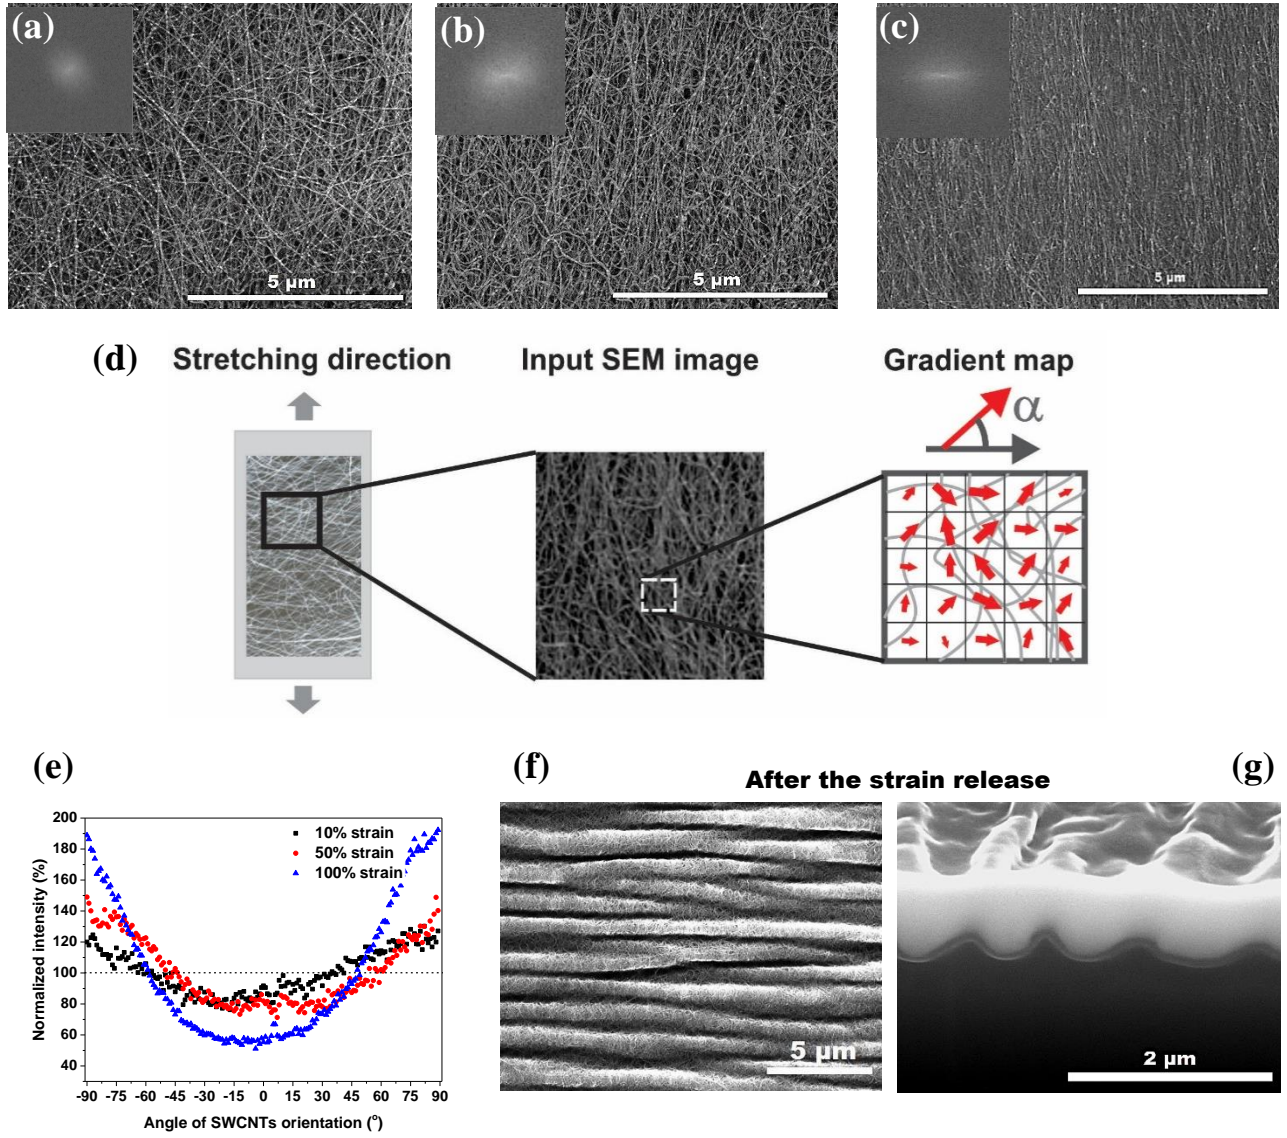 (a)
(b)
(c)
5 μm
5 μm
5 μm
(d)
Stretching direction
Input SEM image
Gradient map
α
(e)
(f)
(g)
After the strain release
Normalized intensity (%)
200
180
160
140
120
100
80
60
40
10% strain
50% strain
100% strain
-90 -75 -60 -45 -30 -15 0 15 30 45 60 75 90
Angle of SWCNTs orientation (°)
5 μm
2 μm